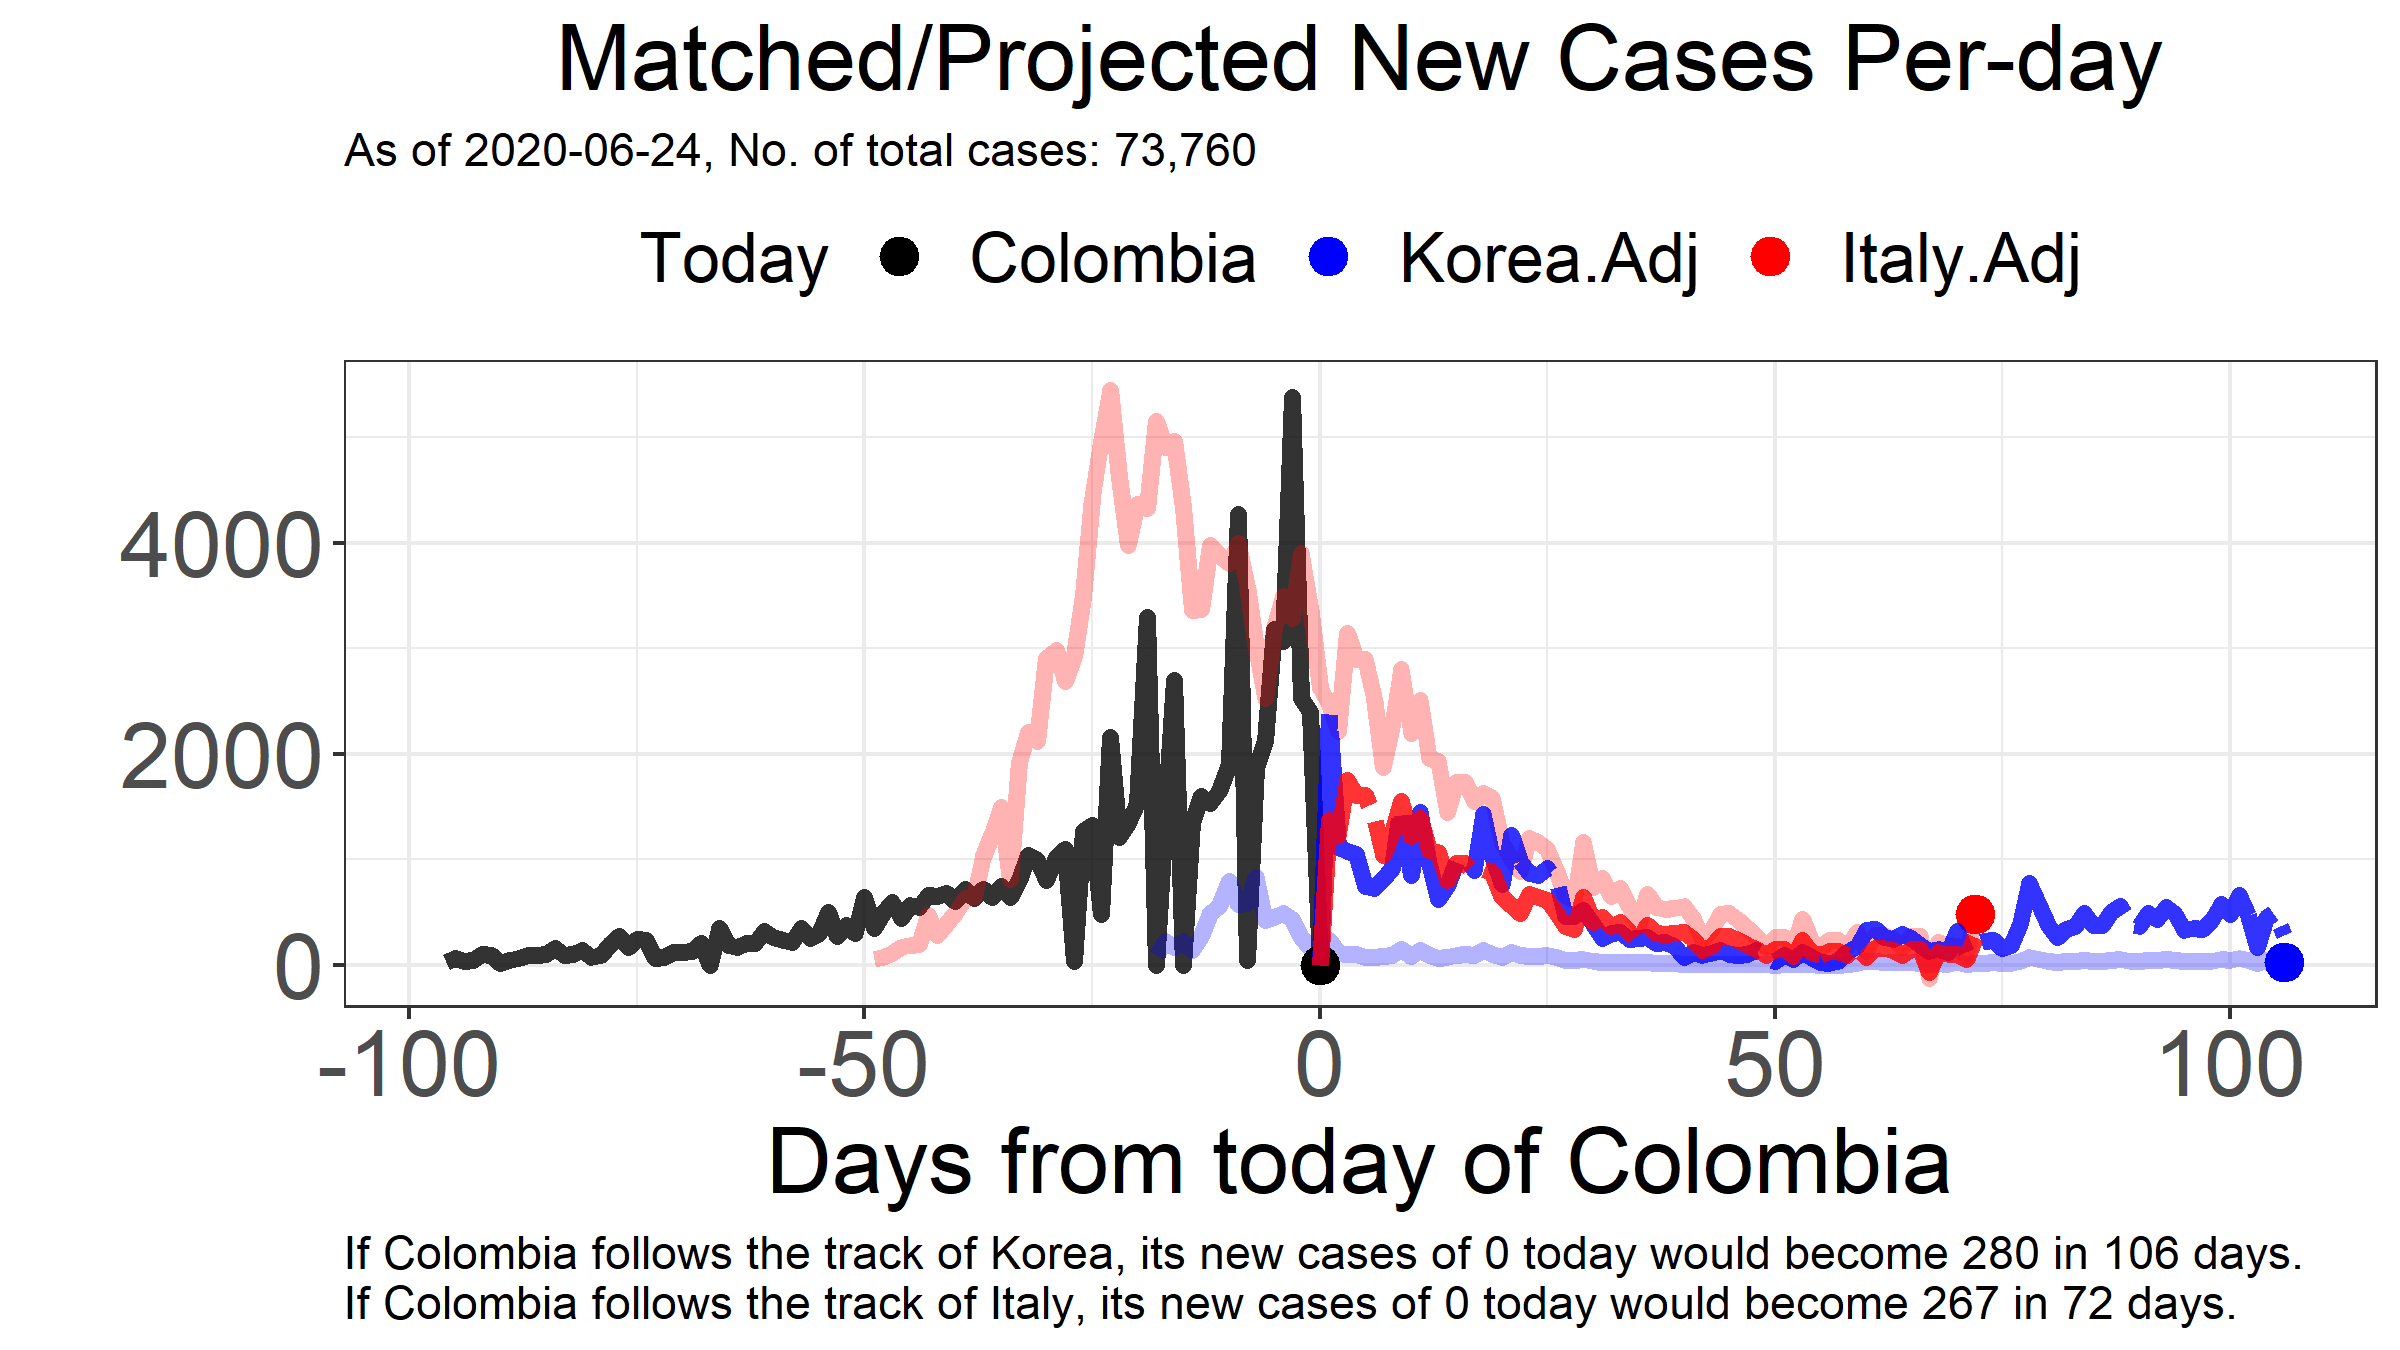 Matched/Projected New Cases Per-day
As of 2020-06-24, No. of total cases: 73,760
Today Colombia Korea.Adj Italy.Adj
4000
2000
0
-100 -50 0 50 100
Days from today of Colombia
If Colombia follows the track of Korea, its new cases of 0 today would become 280 in 106 days.
If Colombia follows the track of Italy, its new cases of 0 today would become 267 in 72 days.